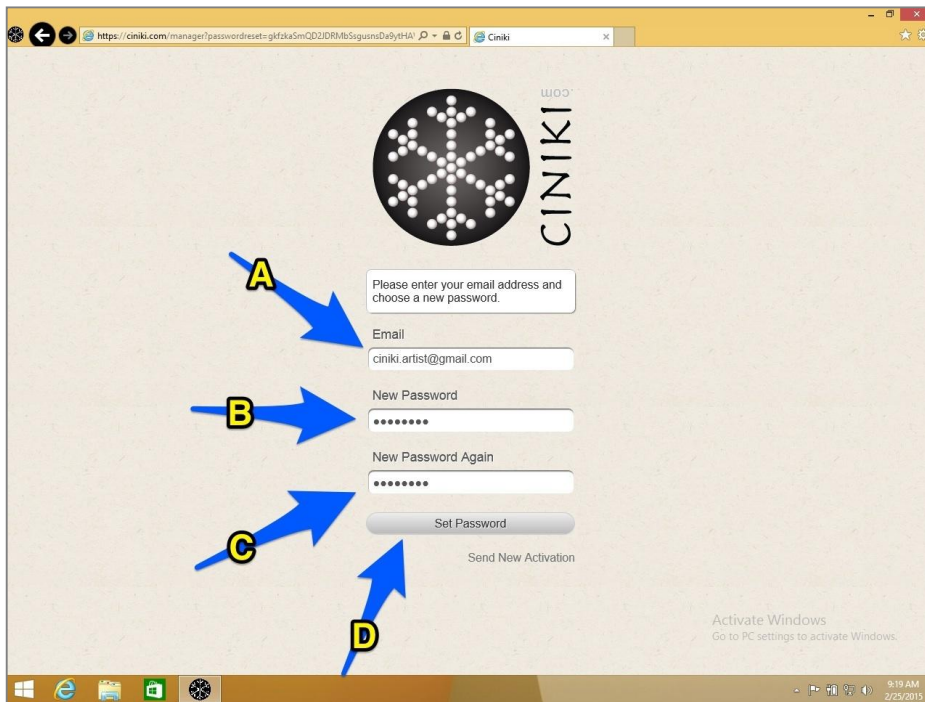 https://ciniki.com/manager?passwordreset=gkfzkaSmQD2JDRMbSsgusnsDa9ytHA
Ciniki
.com
CINIKI
A
Please enter your email address and
choose a new password.
Email
ciniki.artist@gmail.com
B
New Password
••••••••
New Password Again
••••••••
C
Set Password
Send New Activation
D
Activate Windows
Go to PC settings to activate Windows.
9:19 AM
2/25/2015